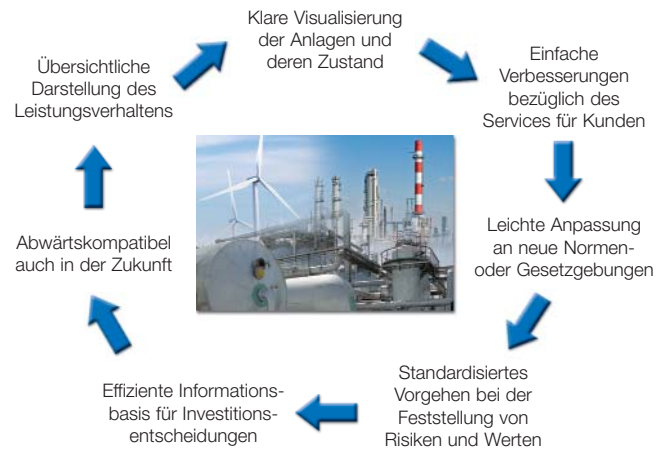 Klare Visualisierung
der Anlagen und
deren Zustand
Einfache
Verbesserungen
bezüglich des
Services für Kunden
Leichte Anpassung
an neue Normen-
oder Gesetzgebungen
Standardisiertes
Vorgehen bei der
Feststellung von
Risiken und Werten
Effiziente Informations-
basis für Investitions-
entscheidungen
Abwärtskompatibel
auch in der Zukunft
Übersichtliche
Darstellung des
Leistungsverhaltens